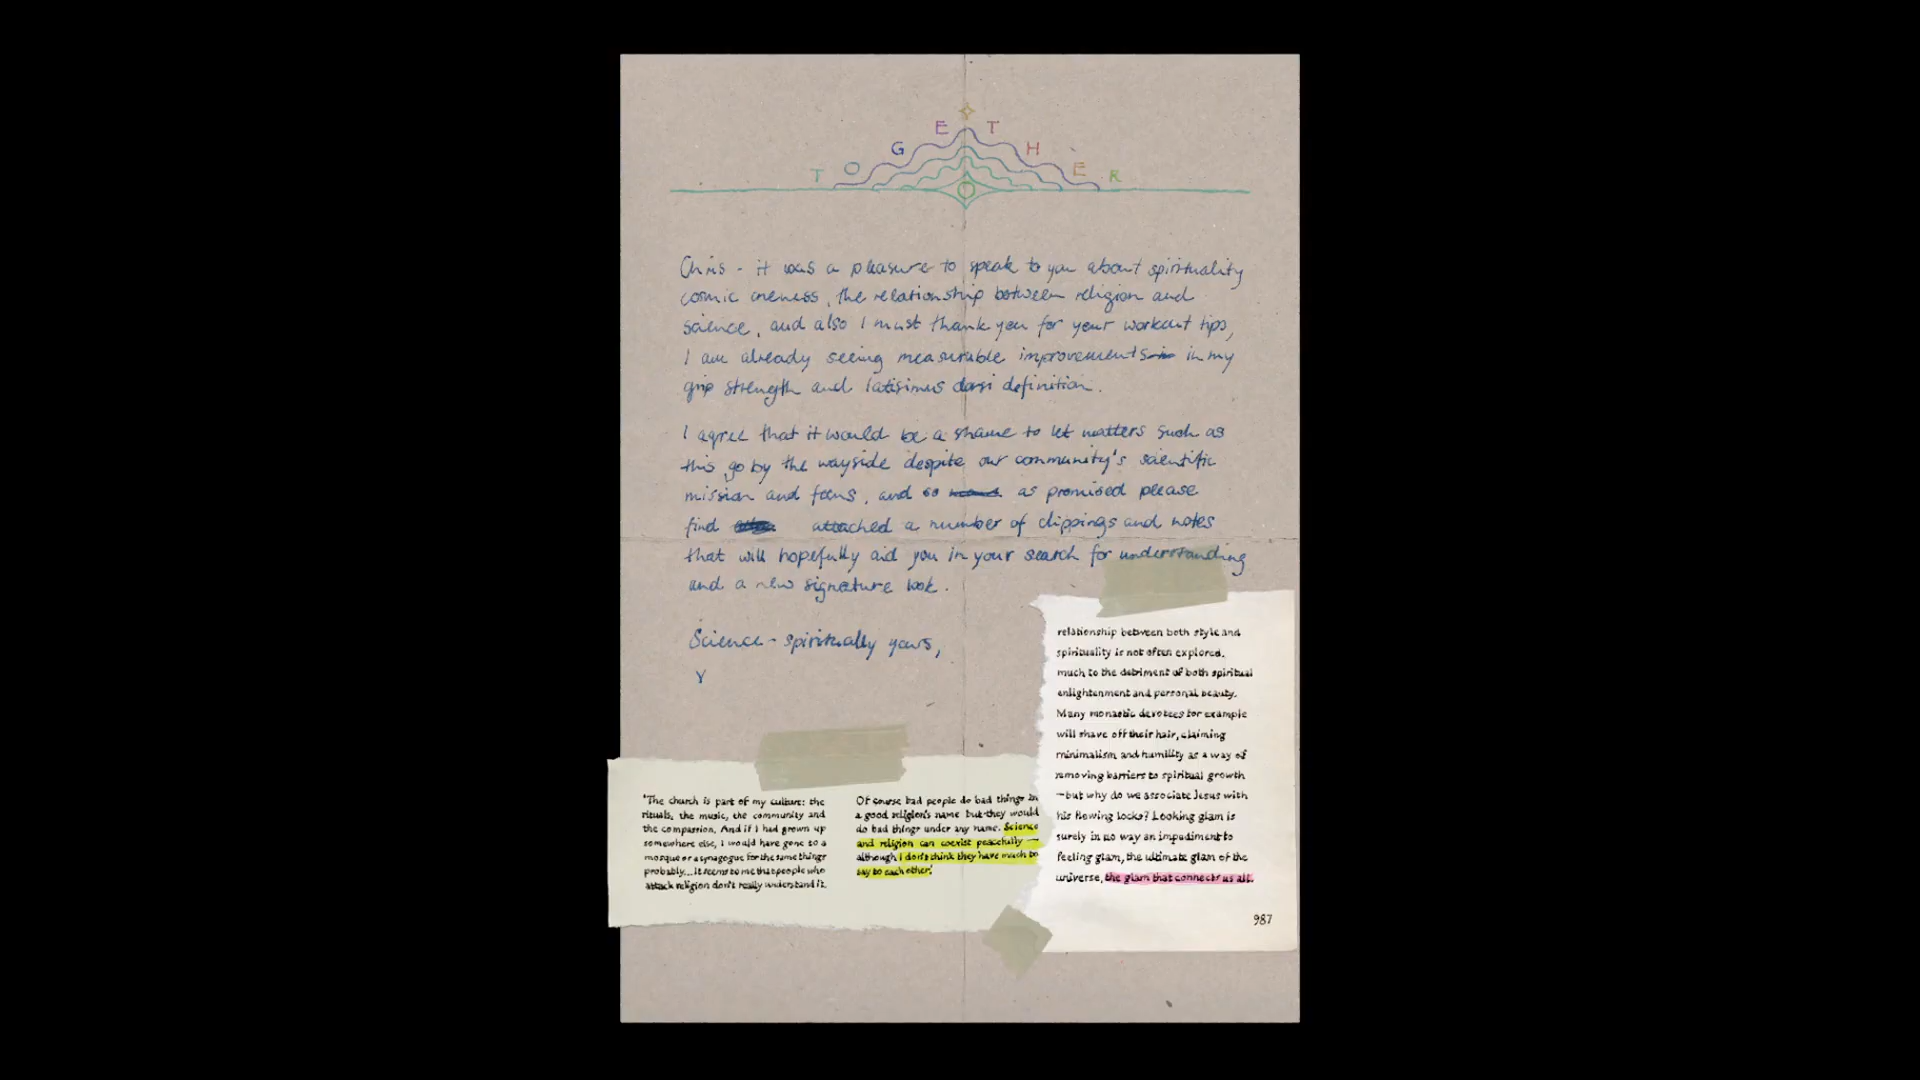 TOGETHER
Chris - it was a pleasure to speak to you about spirituality
cosmic oneness, the relationship between religion and
science, and also I must thank you for your workout tips,
I am already seeing measurable improvements in my
grip strength and latisimus dorsi definition.
I agree that it would be a shame to let matters such as
this go by the wayside despite our community's scientific
mission and focus, and so as promised please
find attached a number of clippings and notes
that will hopefully aid you in your search for understanding
and a new signature look.
Science-spiritually yours,
Y
'The church is part of my culture: the
rituals, the music, the community and
the compassion. And if I had grown up
somewhere else, I would have gone to a
mosque or a synagogue for the same things
probably... It seems to me that people who
attack religion don't really understand it.
Of course bad people do bad things in
a good religion's name but they would
do bad things under any name. Science
and religion can coexist peacefully —
although I don't think they have much to
say to each other.'
relationship between both style and
spirituality is not often explored,
much to the detriment of both spiritual
enlightenment and personal beauty.
Many monastic devotees for example
will shave off their hair, claiming
minimalism and humility as a way of
removing barriers to spiritual growth
—but why do we associate Jesus with
his flowing locks? Looking glam is
surely in no way an impediment to
feeling glam, the ultimate glam of the
universe, the glam that connects us all.
987